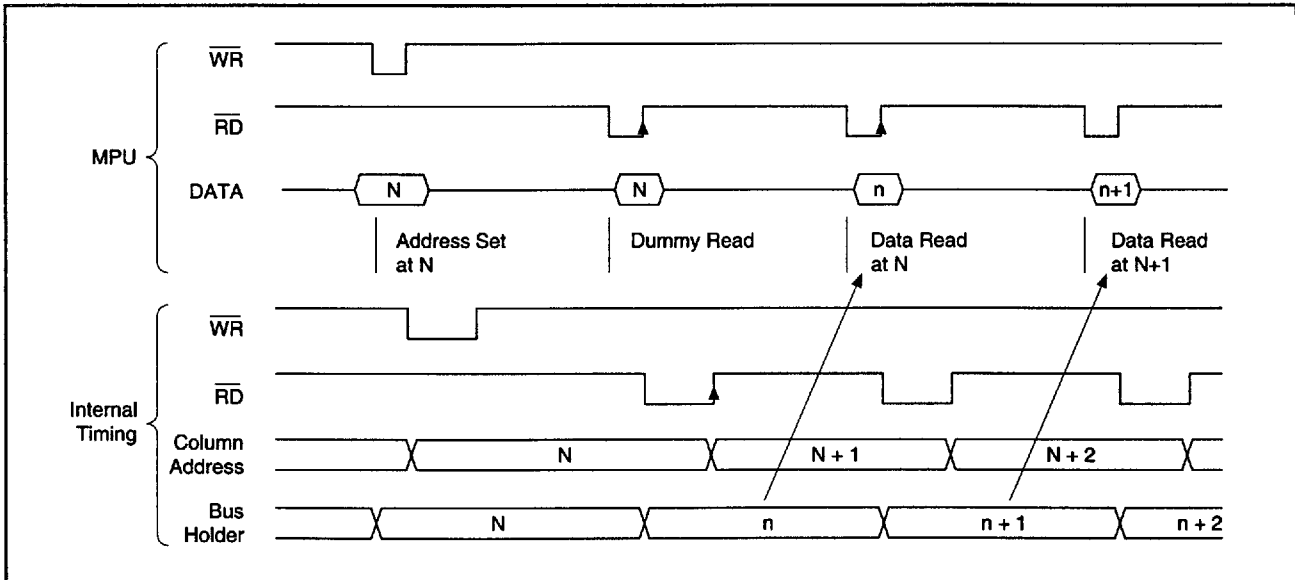 WR
RD
MPU
DATA N N n n+1
Address Set at N
Dummy Read
Data Read at N
Data Read at N+1
WR
RD
Internal Timing
Column Address N N + 1 N + 2
Bus Holder N n n + 1 n + 2